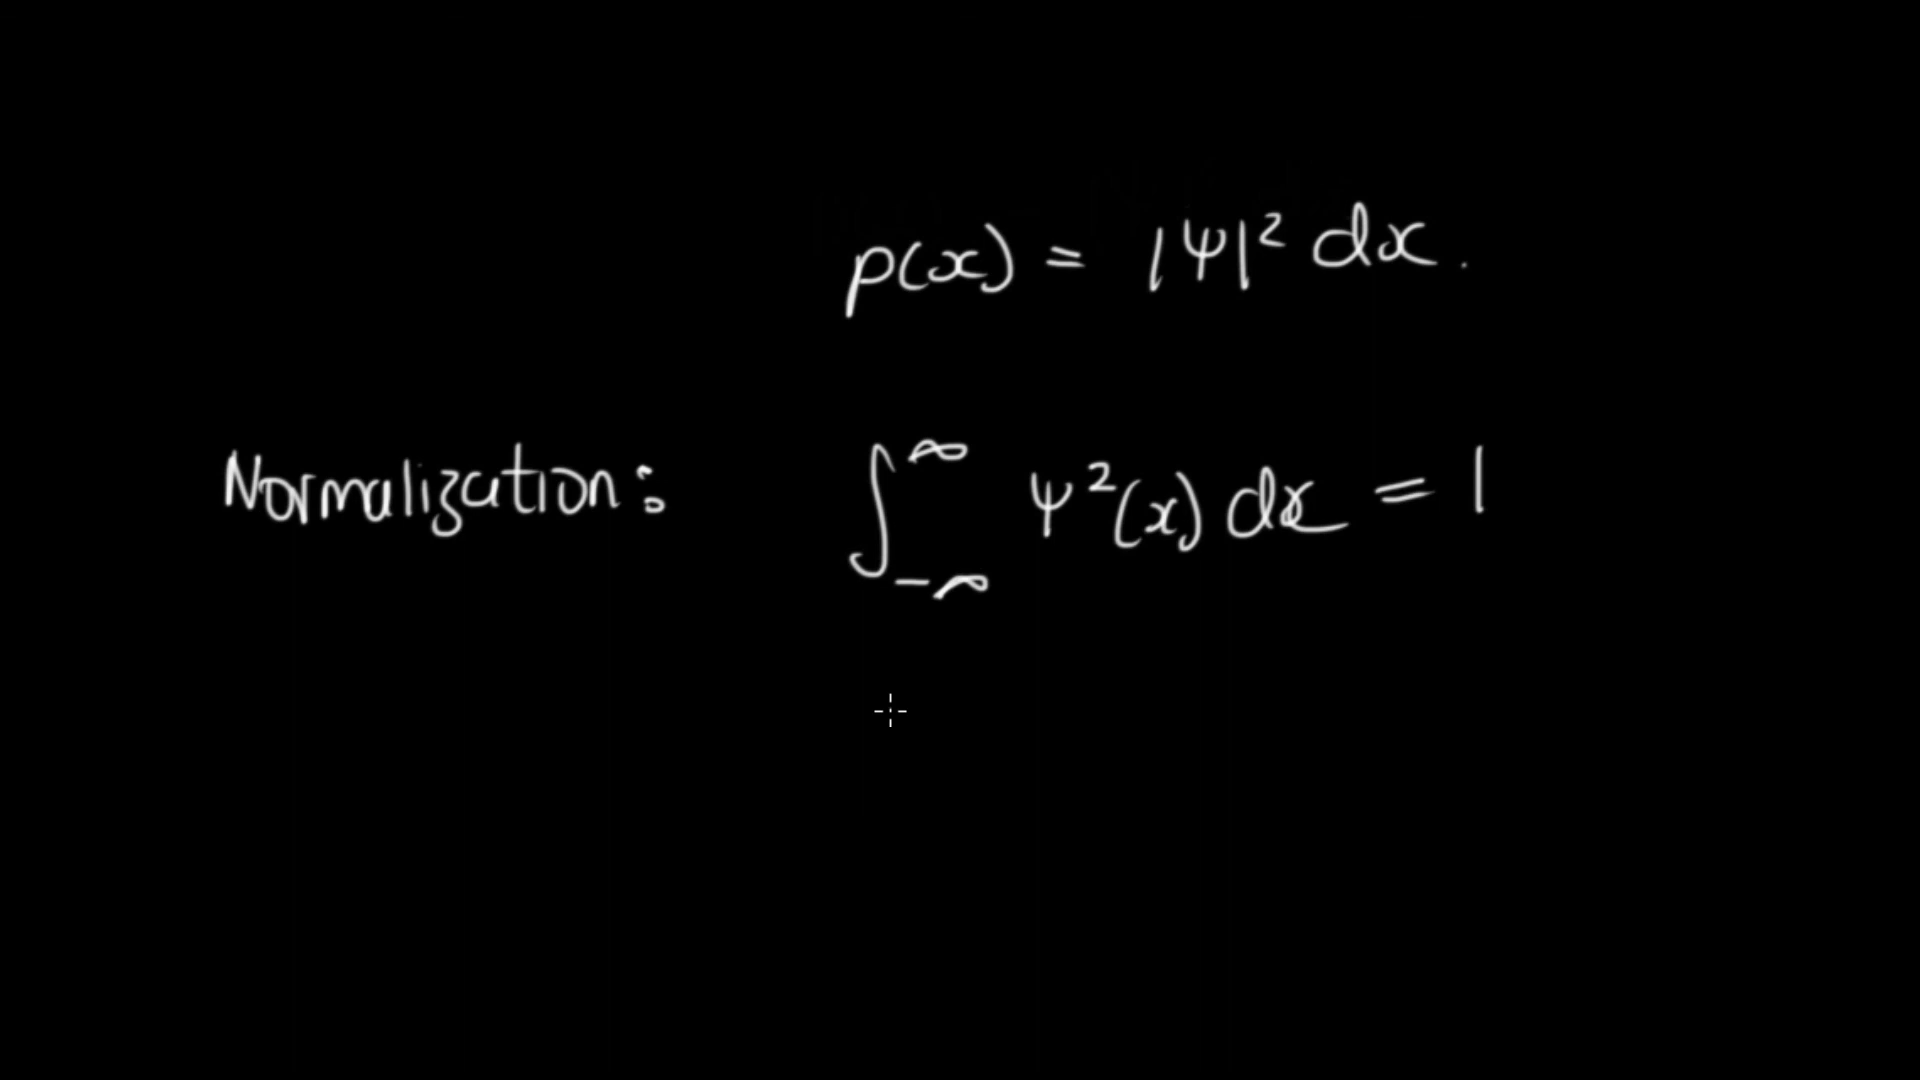 p(x) = |Ψ|² dx.
Normalization: ∫_{-∞}^{∞} Ψ²(x) dx = 1